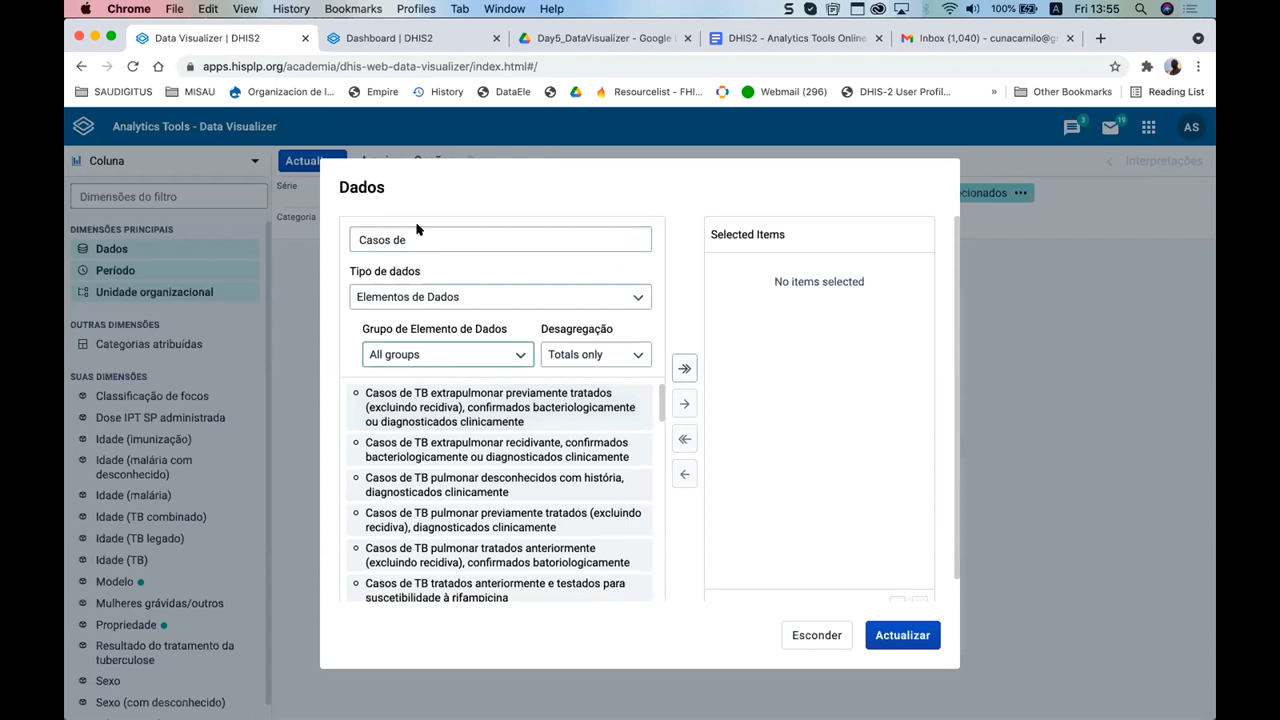 Chrome File Edit View History Bookmarks Profiles Tab Window Help 100% A Fri 13:55
Data Visualizer | DHIS2 Dashboard | DHIS2 Day5_DataVisualizer - Google DHIS2 - Analytics Tools Online Inbox (1,040) - cunacamilo@g
apps.hisplp.org/academia/dhis-web-data-visualizer/index.html#/
SAUDIGITUS MISAU Organizacion de I Empire History DataEle Resourcelist - FHI... Webmail (296) DHIS-2 User Profil... » Other Bookmarks Reading List
Analytics Tools - Data Visualizer 3 19 AS
Coluna
Actuali
Interpretações
Dimensões do filtro
Série
ecionados •••
Categoria
DIMENSÕES PRINCIPAIS
Dados
Período
Unidade organizacional
OUTRAS DIMENSÕES
Categorias atribuídas
SUAS DIMENSÕES
Classificação de focos
Dose IPT SP administrada
Idade (imunização)
Idade (malária com
desconhecido)
Idade (malária)
Idade (TB combinado)
Idade (TB legado)
Idade (TB)
Modelo
Mulheres grávidas/outros
Propriedade
Resultado do tratamento da
tuberculose
Sexo
Sexo (com desconhecido)
Dados
Casos de
Tipo de dados
Elementos de Dados
Grupo de Elemento de Dados Desagregação
All groups Totals only
Casos de TB extrapulmonar previamente tratados
(excluindo recidiva), confirmados bacteriologicamente
ou diagnosticados clinicamente
Casos de TB extrapulmonar recidivante, confirmados
bacteriologicamente ou diagnosticados clinicamente
Casos de TB pulmonar desconhecidos com história,
diagnosticados clinicamente
Casos de TB pulmonar previamente tratados (excluindo
recidiva), diagnosticados clinicamente
Casos de TB pulmonar tratados anteriormente
(excluindo recidiva), confirmados batoriologicamente
Casos de TB tratados anteriormente e testados para
suscetibilidade à rifampicina
Selected Items
No items selected
Esconder Actualizar